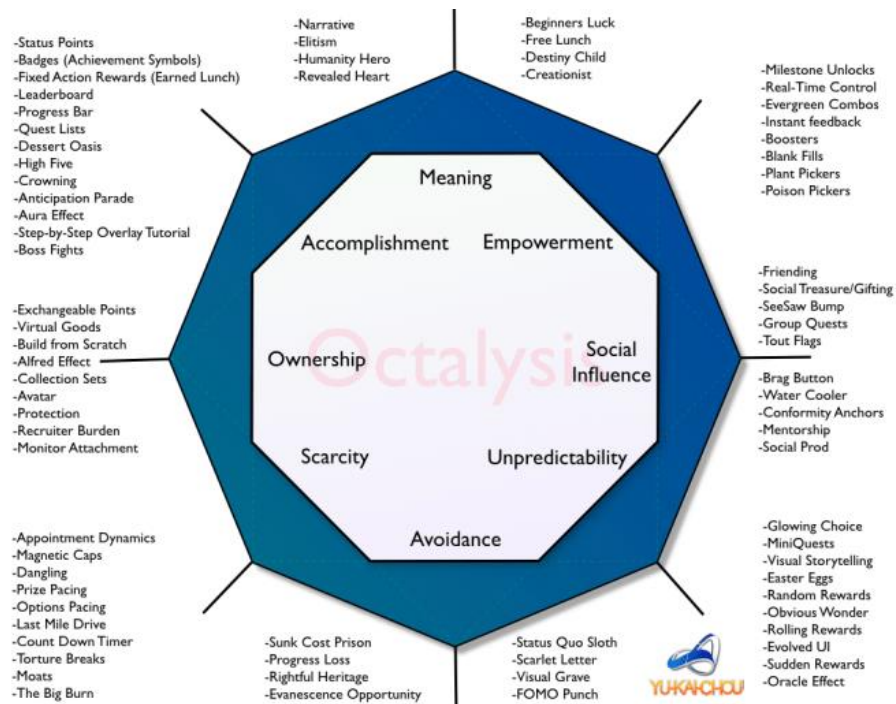 -Narrative
-Elitism
-Humanity Hero
-Revealed Heart
-Beginners Luck
-Free Lunch
-Destiny Child
-Creationist
-Status Points
-Badges (Achievement Symbols)
-Fixed Action Rewards (Earned Lunch)
-Leaderboard
-Progress Bar
-Quest Lists
-Dessert Oasis
-High Five
-Crowning
-Anticipation Parade
-Aura Effect
-Step-by-Step Overlay Tutorial
-Boss Fights
-Milestone Unlocks
-Real-Time Control
-Evergreen Combos
-Instant feedback
-Boosters
-Blank Fills
-Plant Pickers
-Poison Pickers
Meaning
Accomplishment
Empowerment
Ownership
Octalysis
Social
Influence
Scarcity
Unpredictability
Avoidance
-Exchangeable Points
-Virtual Goods
-Build from Scratch
-Alfred Effect
-Collection Sets
-Avatar
-Protection
-Recruiter Burden
-Monitor Attachment
-Friending
-Social Treasure/Gifting
-SeeSaw Bump
-Group Quests
-Tout Flags
-Brag Button
-Water Cooler
-Conformity Anchors
-Mentorship
-Social Prod
-Appointment Dynamics
-Magnetic Caps
-Dangling
-Prize Pacing
-Options Pacing
-Last Mile Drive
-Count Down Timer
-Torture Breaks
-Moats
-The Big Burn
-Sunk Cost Prison
-Progress Loss
-Rightful Heritage
-Evanescence Opportunity
-Status Quo Sloth
-Scarlet Letter
-Visual Grave
-FOMO Punch
YU-KAI-CHOU
-Glowing Choice
-MiniQuests
-Visual Storytelling
-Easter Eggs
-Random Rewards
-Obvious Wonder
-Rolling Rewards
-Evolved UI
-Sudden Rewards
-Oracle Effect